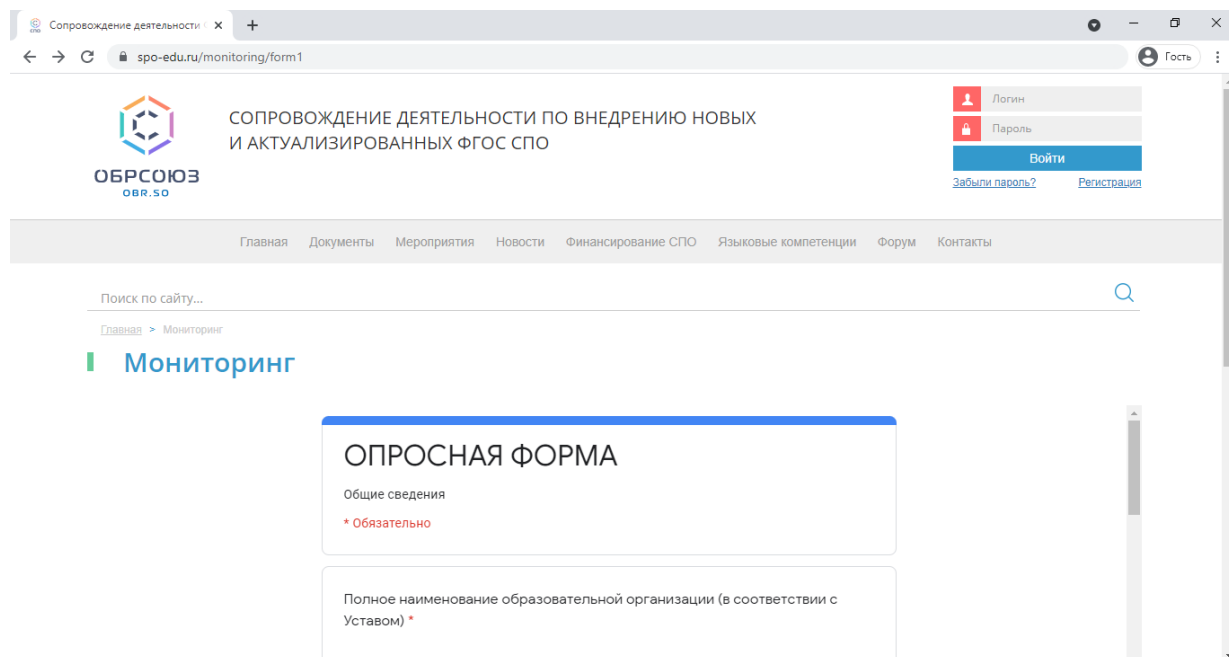 Сопровождение деятельности
spo-edu.ru/monitoring/form1
Гость
ОБРСОЮЗ
OBR.SO
СОПРОВОЖДЕНИЕ ДЕЯТЕЛЬНОСТИ ПО ВНЕДРЕНИЮ НОВЫХ
И АКТУАЛИЗИРОВАННЫХ ФГОС СПО
Логин
Пароль
Войти
Забыли пароль? Регистрация
Главная Документы Мероприятия Новости Финансирование СПО Языковые компетенции Форум Контакты
Поиск по сайту...
Главная > Мониторинг
Мониторинг
ОПРОСНАЯ ФОРМА
Общие сведения
* Обязательно
Полное наименование образовательной организации (в соответствии с
Уставом) *